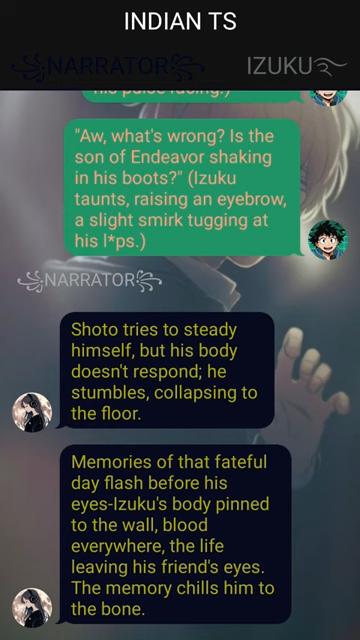 INDIAN TS
NARRATOR
IZUKU
his pulse racing.)
"Aw, what's wrong? Is the
son of Endeavor shaking
in his boots?" (Izuku
taunts, raising an eyebrow,
a slight smirk tugging at
his l*ps.)
NARRATOR
Shoto tries to steady
himself, but his body
doesn't respond; he
stumbles, collapsing to
the floor.
Memories of that fateful
day flash before his
eyes-Izuku's body pinned
to the wall, blood
everywhere, the life
leaving his friend's eyes.
The memory chills him to
the bone.